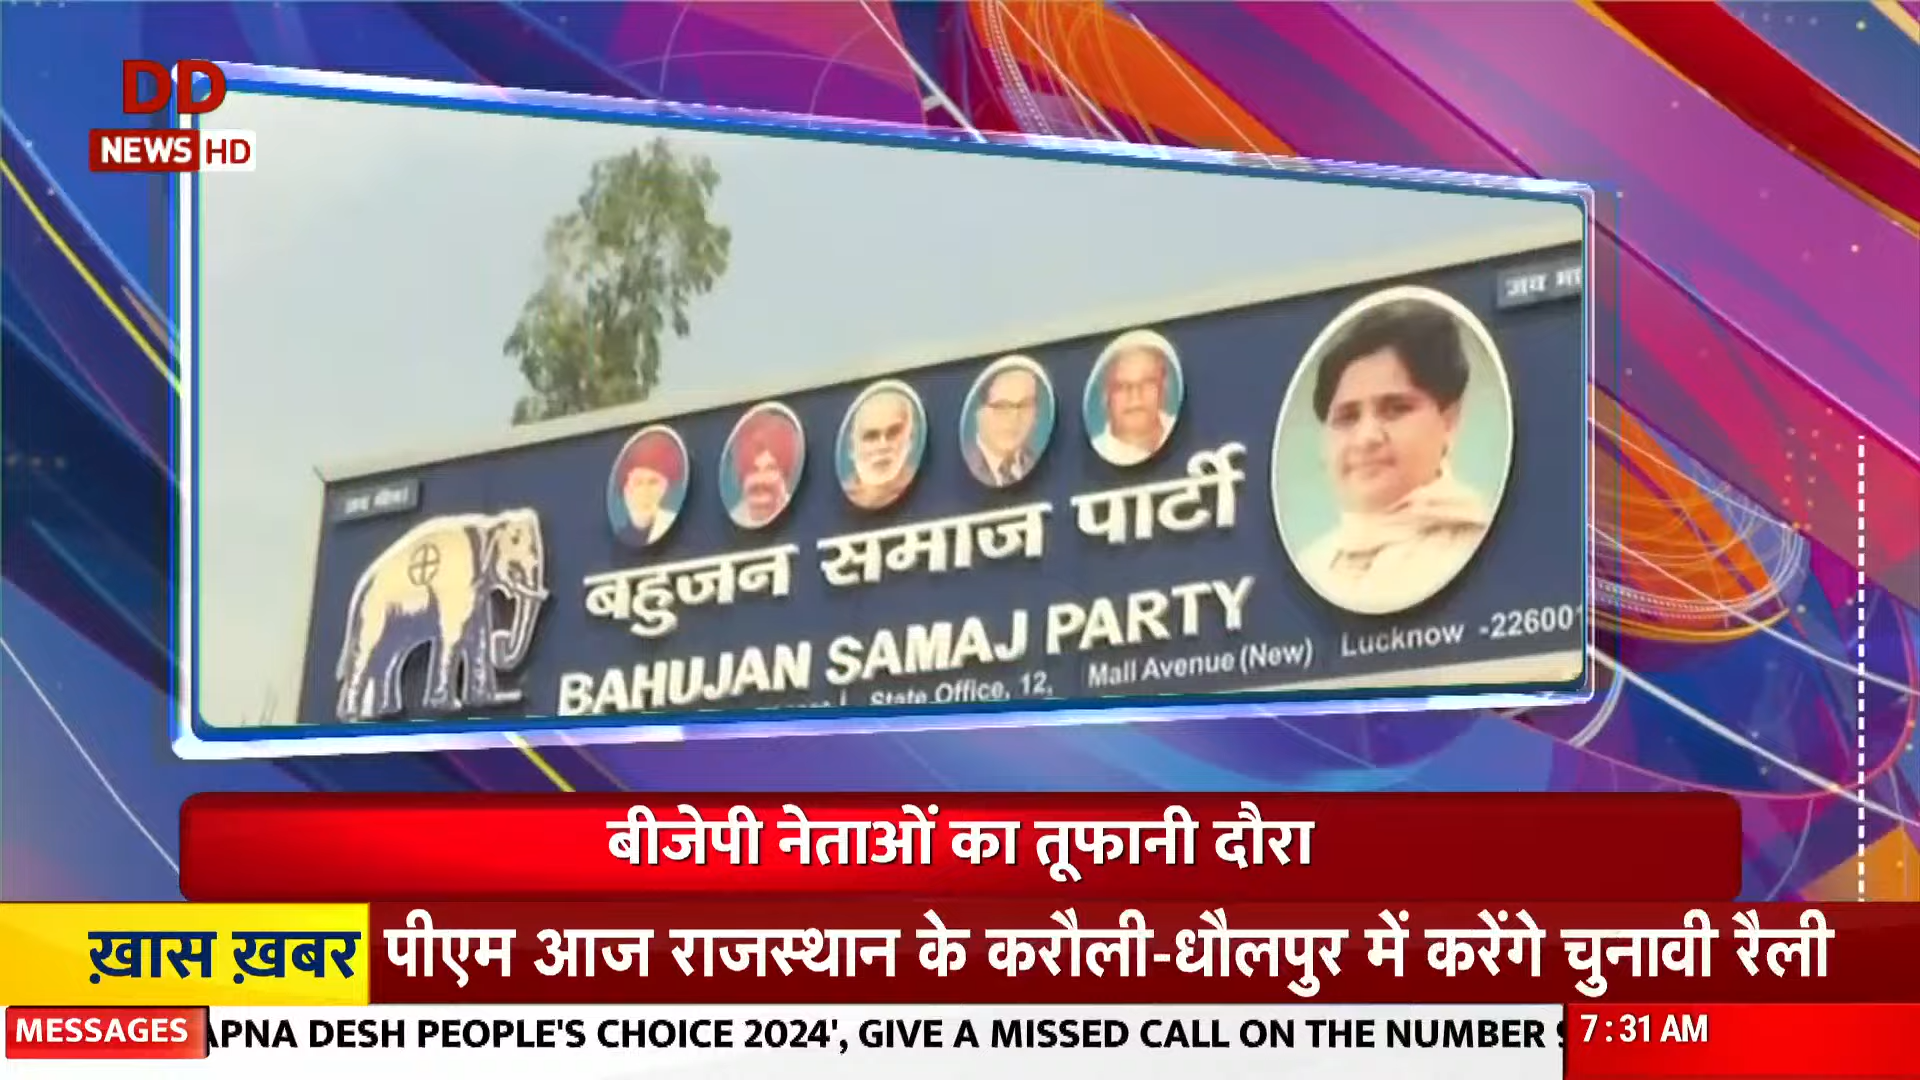 DD
NEWS HD
जय भीम
बहुजन समाज पार्टी
BAHUJAN SAMAJ PARTY
State Office, 12, Mall Avenue (New) Lucknow -226001
बीजेपी नेताओं का तूफानी दौरा
ख़ास ख़बर पीएम आज राजस्थान के करौली-धौलपुर में करेंगे चुनावी रैली
MESSAGES APNA DESH PEOPLE'S CHOICE 2024', GIVE A MISSED CALL ON THE NUMBER 7:31 AM